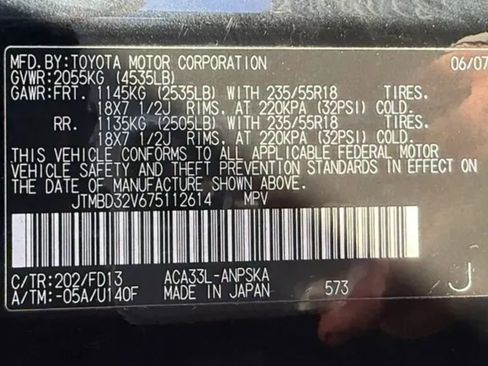 MFD.BY:TOYOTA MOTOR CORPORATION 06/07
GVWR:2055KG (4535LB)
GAWR:FRT. 1145KG (2535LB) WITH 235/55R18 TIRES.
18X7 1/2J RIMS. AT 220KPA (32PSI) COLD.
RR. 1135KG (2505LB) WITH 235/55R18 TIRES.
18X7 1/2J RIMS. AT 220KPA (32PSI) COLD.
THIS VEHICLE CONFORMS TO ALL APPLICABLE FEDERAL MOTOR
VEHICLE SAFETY AND BUMPER STANDARDS IN EFFECT ON
THE DATE OF MANUFACTURE SHOWN ABOVE.
JTMBD32V675112614 MPV
C/TR:202/FD13 ACA33L-ANPSKA
A/TM:-05A/U140F MADE IN JAPAN 573 J